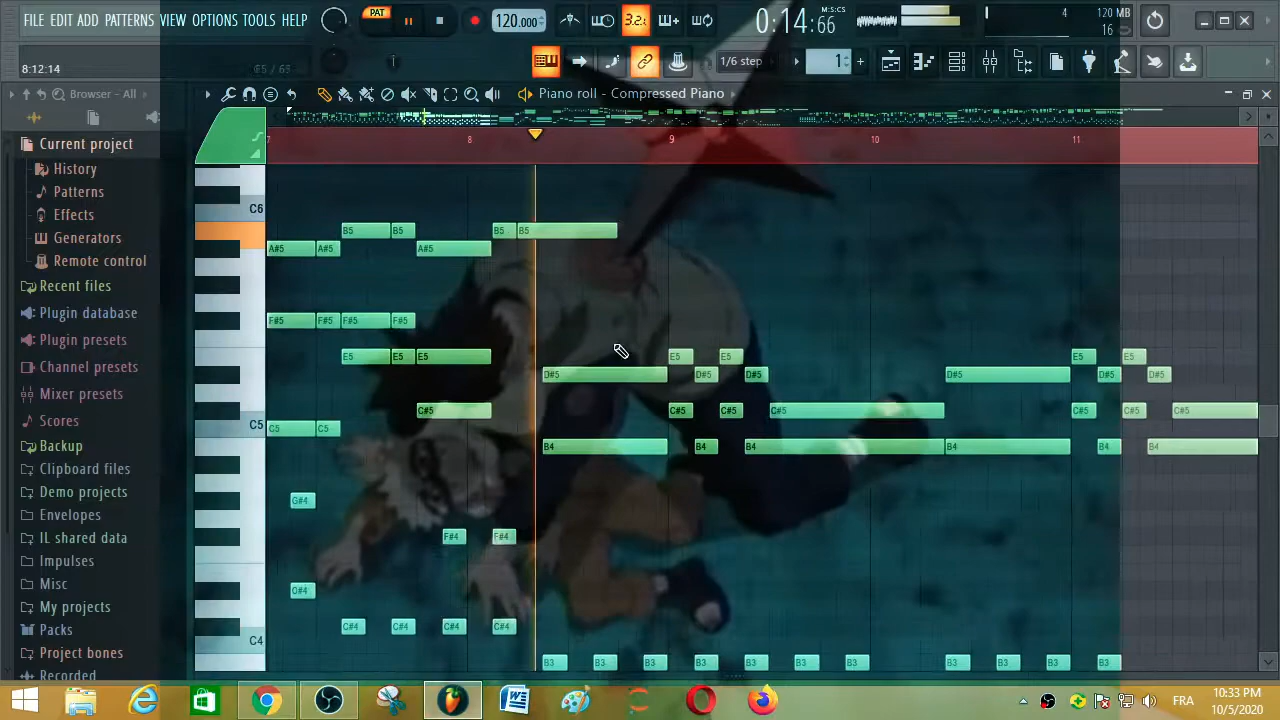 FILE EDIT ADD PATTERNS VIEW OPTIONS TOOLS HELP
PAT
120.000
3.2.
0:14:66
M:S:CS
4
120 MB
16
8:12:14
1/6 step
1
Browser - All
Piano roll - Compressed Piano
7 8 9 10 11
Current project
History
Patterns
Effects
Generators
Remote control
Recent files
Plugin database
Plugin presets
Channel presets
Mixer presets
Scores
Backup
Clipboard files
Demo projects
Envelopes
IL shared data
Impulses
Misc
My projects
Packs
Project bones
Recorded
C6
B5 B5 B5 B5
A#5 A#5 A#5
F#5 F#5 F#5 F#5
E5 E5 E5 E5 E5 E5 E5
D#5 D#5 D#5 D#5 D#5 D#5
C#5 C#5 C#5 C#5 C#5 C#5 C#5
C5 C5 C5
B4 B4 B4 B4 B4 B4
G#4
F#4 F#4
C#4 C#4 C#4 C#4
C4
B3 B3 B3 B3 B3 B3 B3 B3 B3 B3 B3
FR
10:33 PM
10/5/2020